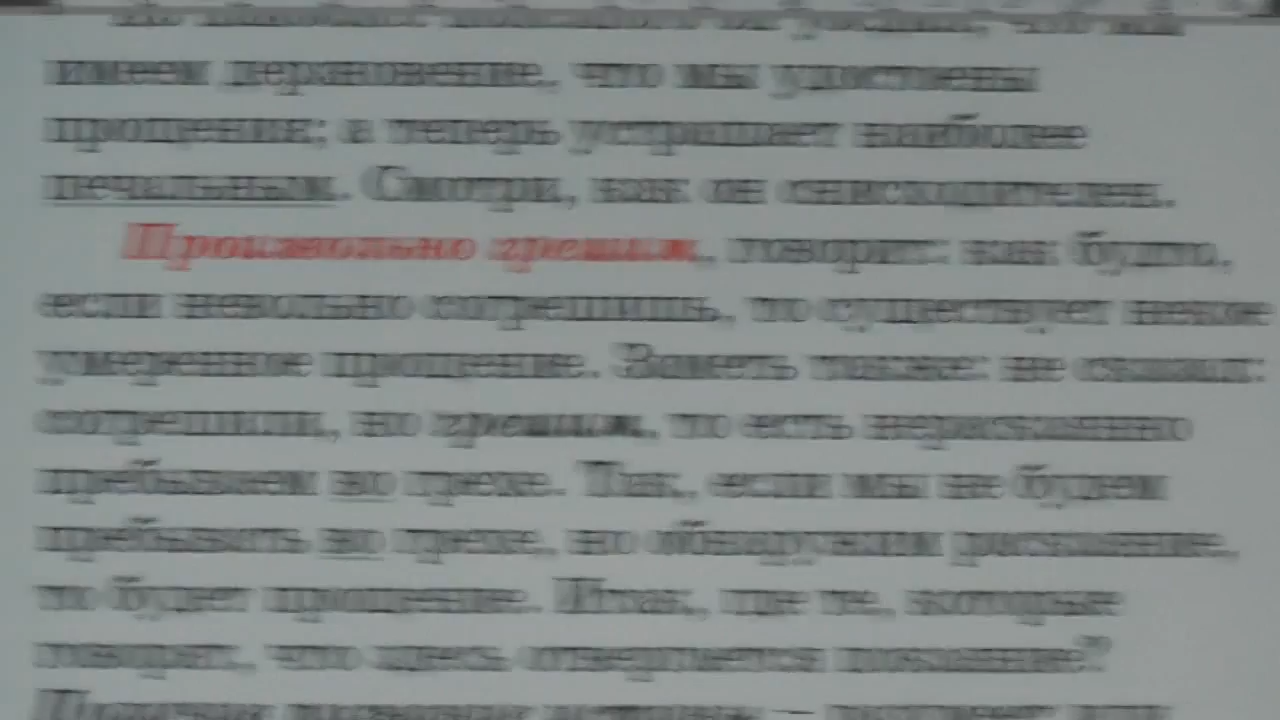 имеем дерзновение, что мы удостоены
прощения; а теперь устрашает наиболее
печальным. Смотри, как он снисходителен.
Произвольно грешим, говорит: как будто,
если невольно согрешишь, то существует некое
умеренное прощение. Заметь также: не сказал:
согрешили, но грешим, то есть нераскаянно
пребываем во грехе. Так, если мы не будем
пребывать во грехе, но обнаружим раскаяние,
то будет прощение. Итак, где те, которые
говорят, что здесь отвергается покаяние?